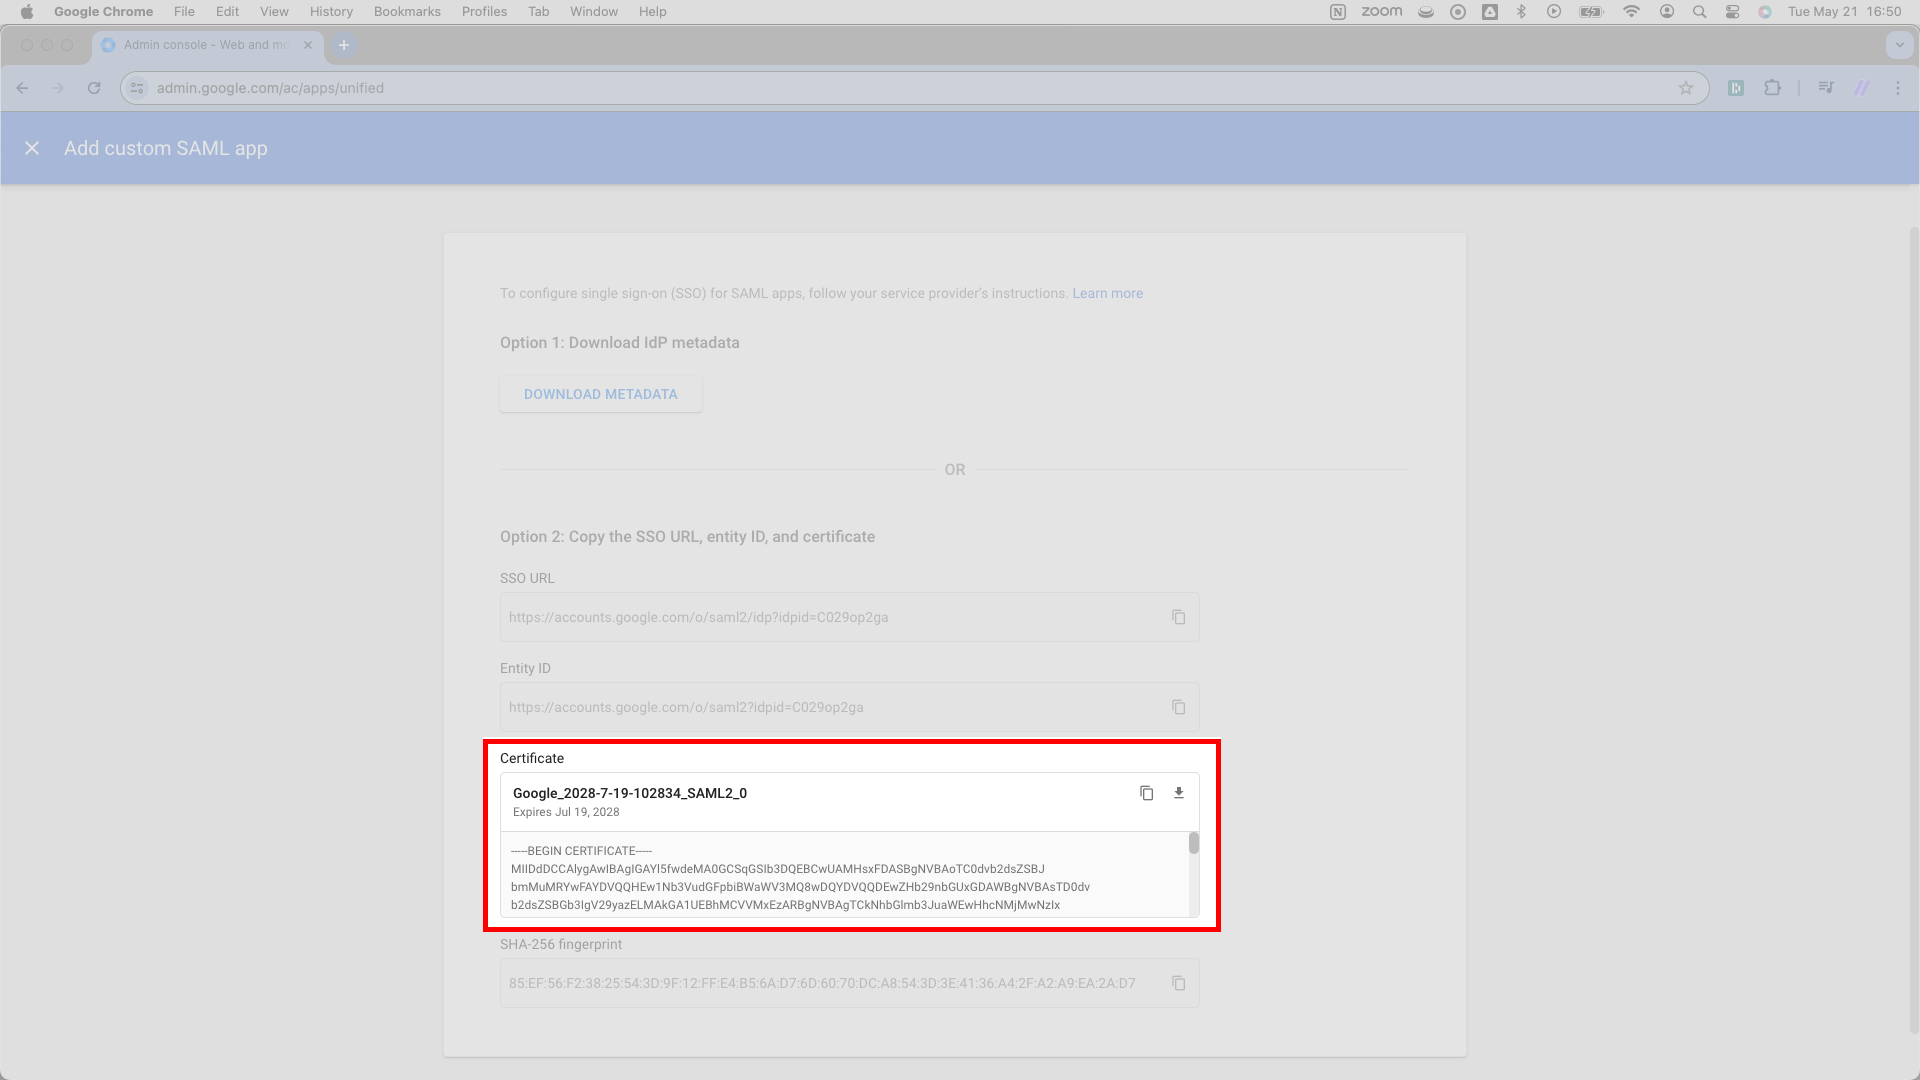 Google Chrome File Edit View History Bookmarks Profiles Tab Window Help zoom Tue May 21 16:50
Admin console - Web and mo
admin.google.com/ac/apps/unified
Add custom SAML app
To configure single sign-on (SSO) for SAML apps, follow your service provider's instructions. Learn more
Option 1: Download IdP metadata
DOWNLOAD METADATA
OR
Option 2: Copy the SSO URL, entity ID, and certificate
SSO URL
https://accounts.google.com/o/saml2/idp?idpid=C029op2ga
Entity ID
https://accounts.google.com/o/saml2?idpid=C029op2ga
Certificate
Google_2028-7-19-102834_SAML2_0
Expires Jul 19, 2028
-----BEGIN CERTIFICATE-----
MIIDdDCCAlygAwIBAgIGAYl5fwdeMA0GCSqGSIb3DQEBCwUAMHsxFDASBgNVBAoTC0dvb2dsZSBJ
bmMuMRYwFAYDVQQHEw1Nb3VudGFpbiBWaWV3MQ8wDQYDVQQDEwZHb29nbGUxGDAWBgNVBAsTD0dv
b2dsZSBGb3IgV29yazELMAkGA1UEBhMCVVMxEzARBgNVBAgTCkNhbGlmb3JuaWEwHhcNMjMwNzIx
SHA-256 fingerprint
85:EF:56:F2:38:25:54:3D:9F:12:FF:E4:B5:6A:D7:6D:60:70:DC:A8:54:3D:3E:41:36:A4:2F:A2:A9:EA:2A:D7